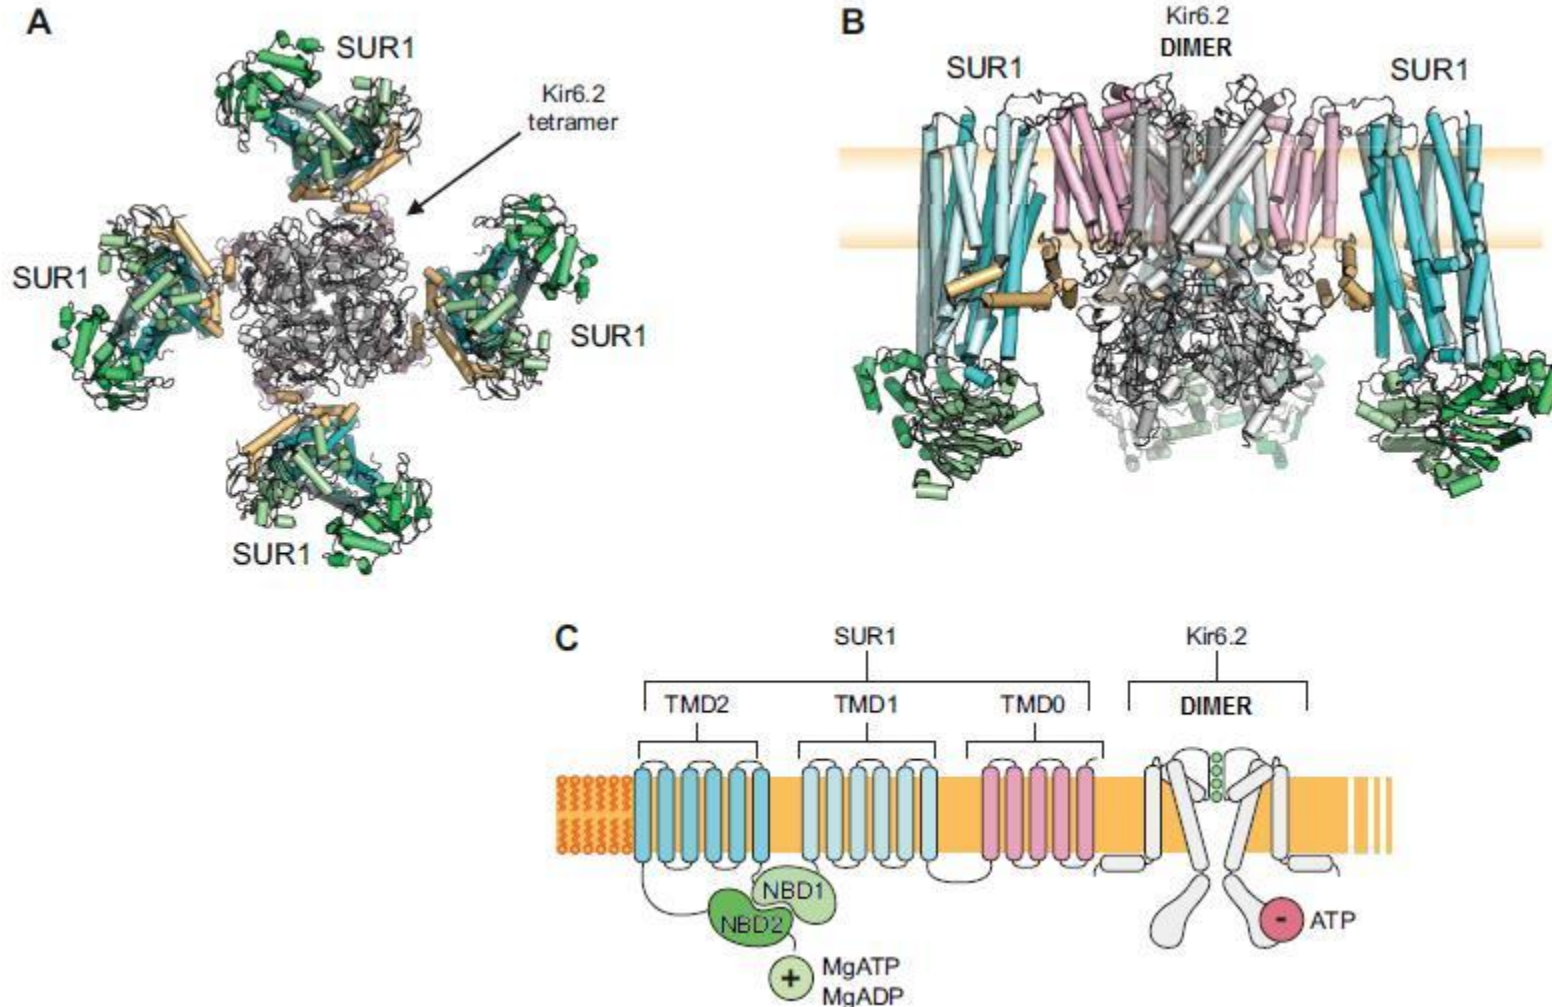 A
SUR1
Kir6.2
tetramer
SUR1
SUR1
SUR1
B
Kir6.2
DIMER
SUR1
SUR1
C
SUR1
Kir6.2
TMD2
TMD1
TMD0
DIMER
NBD1
NBD2
- ATP
+ MgATP
MgADP